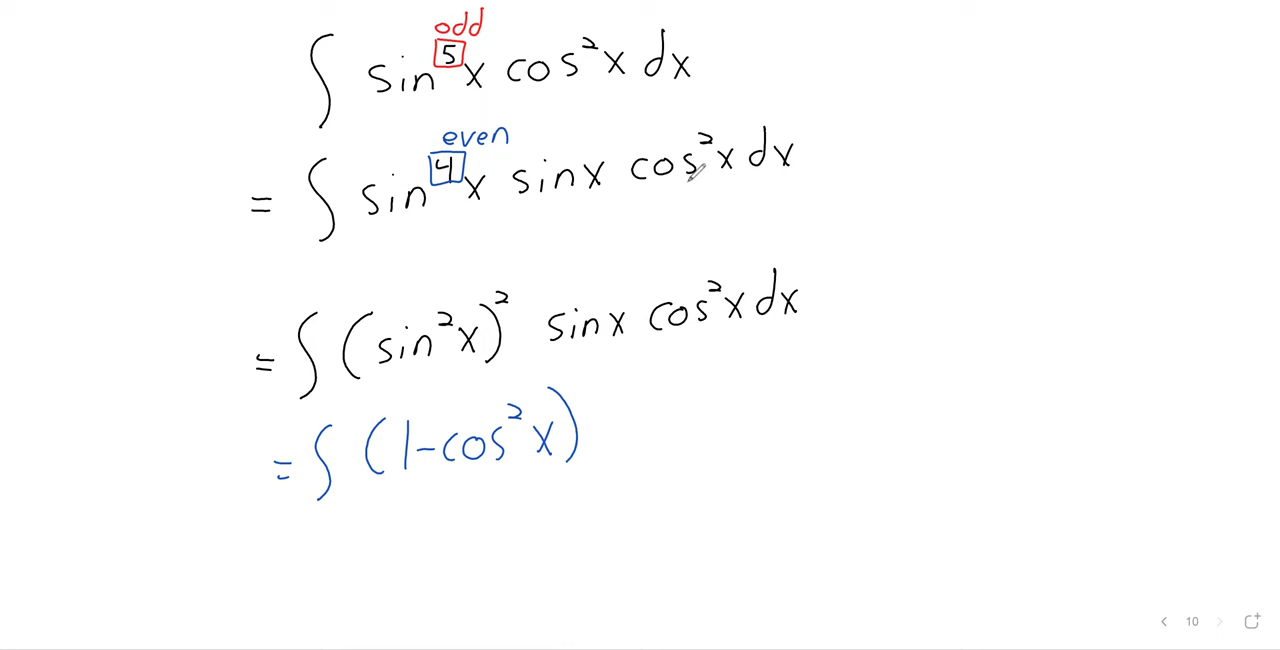 odd
∫ sin⁵x cos²x dx
even
= ∫ sin⁴x sinx cos²x dx
= ∫ (sin²x)² sinx cos²x dx
= ∫ (1-cos²x)
< 10 >